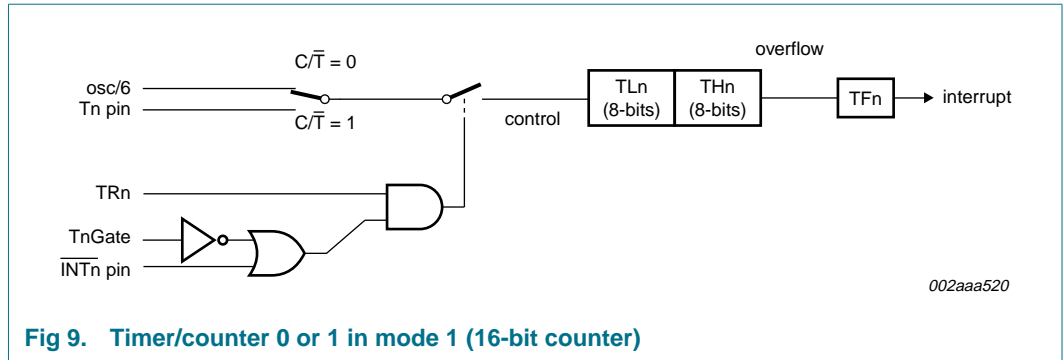 overflow
C/T̅ = 0
osc/6
Tn pin
C/T̅ = 1
control
TLn
(8-bits)
THn
(8-bits)
TFn
interrupt
TRn
TnGate
I̅N̅T̅n̅ pin
002aaa520
Fig 9. Timer/counter 0 or 1 in mode 1 (16-bit counter)